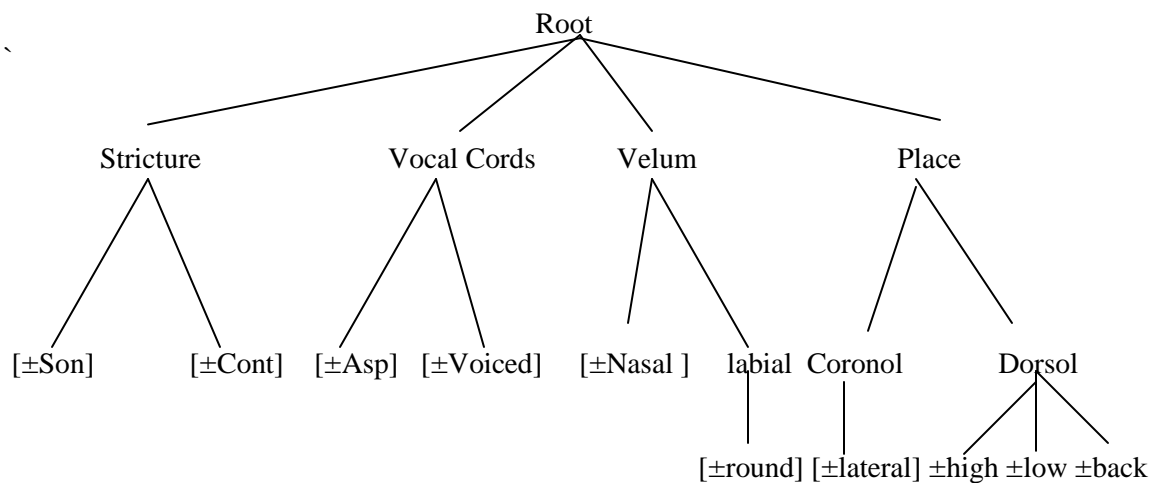 Root
`
Stricture Vocal Cords Velum Place
[±Son] [±Cont] [±Asp] [±Voiced] [±Nasal ] labial Coronol Dorsol
[±round] [±lateral] ±high ±low ±back